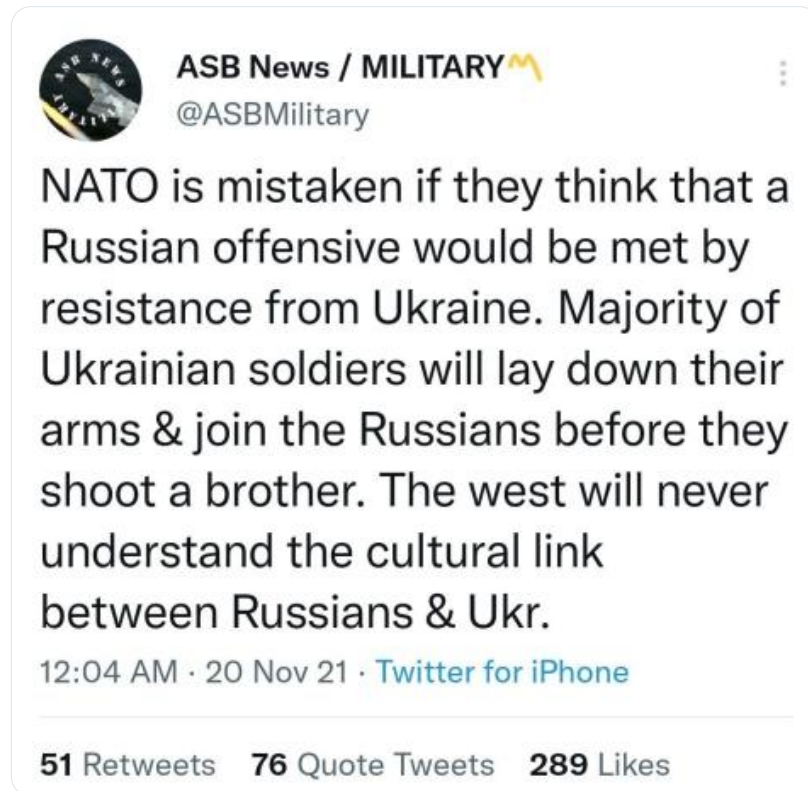 ASB News / MILITARY〽️
@ASBMilitary
NATO is mistaken if they think that a
Russian offensive would be met by
resistance from Ukraine. Majority of
Ukrainian soldiers will lay down their
arms & join the Russians before they
shoot a brother. The west will never
understand the cultural link
between Russians & Ukr.
12:04 AM · 20 Nov 21 · Twitter for iPhone
51 Retweets 76 Quote Tweets 289 Likes
ASB NEWS
MILITARY